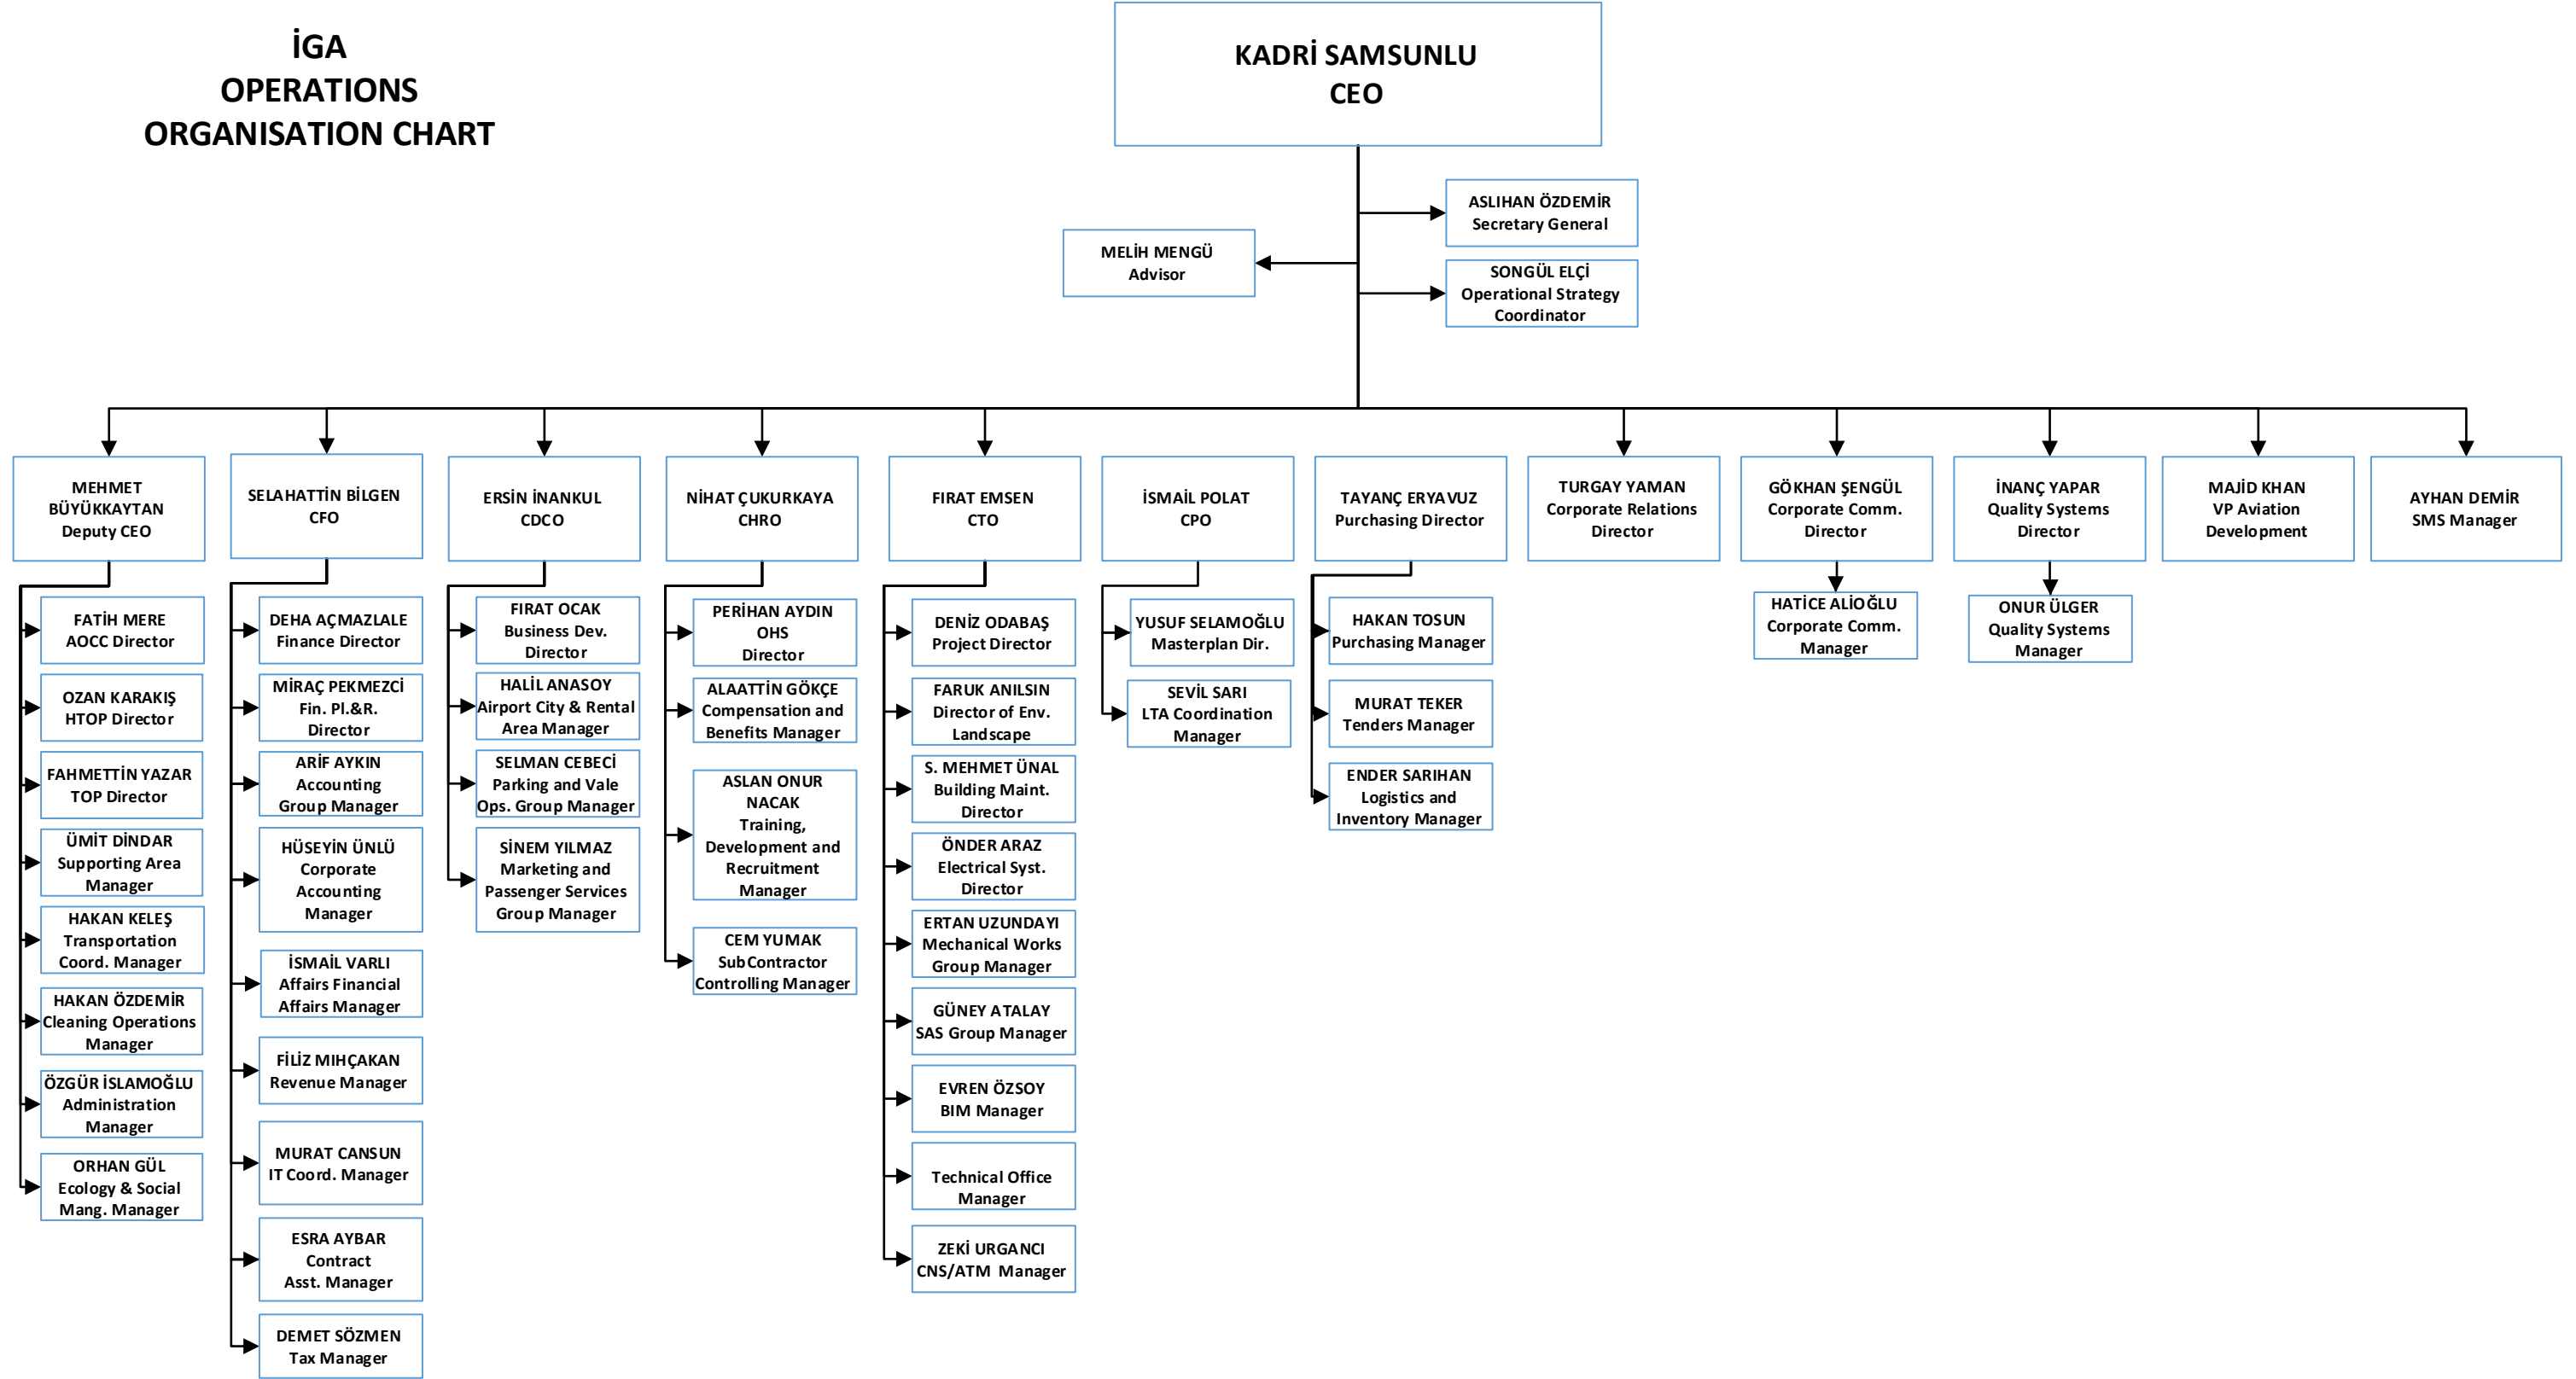 İGA
OPERATIONS
ORGANISATION CHART
KADRİ SAMSUNLU
CEO
ASLIHAN ÖZDEMİR
Secretary General
MELİH MENGÜ
Advisor
SONGÜL ELÇİ
Operational Strategy
Coordinator
MEHMET
BÜYÜKKAYTAN
Deputy CEO
SELAHATTİN BİLGEN
CFO
ERSİN İNANKUL
CDCO
NİHAT ÇUKURKAYA
CHRO
FIRAT EMSEN
CTO
İSMAİL POLAT
CPO
TAYANÇ ERYAVUZ
Purchasing Director
TURGAY YAMAN
Corporate Relations
Director
GÖKHAN ŞENGÜL
Corporate Comm.
Director
İNANÇ YAPAR
Quality Systems
Director
MAJİD KHAN
VP Aviation
Development
AYHAN DEMİR
SMS Manager
FATİH MERE
AOCC Director
OZAN KARAKIŞ
HTOP Director
FAHMETTİN YAZAR
TOP Director
ÜMİT DİNDAR
Supporting Area
Manager
HAKAN KELEŞ
Transportation
Coord. Manager
HAKAN ÖZDEMİR
Cleaning Operations
Manager
ÖZGÜR İSLAMOĞLU
Administration
Manager
ORHAN GÜL
Ecology & Social
Mang. Manager
DEHA AÇMAZLALE
Finance Director
MİRAÇ PEKMEZCİ
Fin. Pl.&R.
Director
ARİF AYKIN
Accounting
Group Manager
HÜSEYİN ÜNLÜ
Corporate
Accounting
Manager
İSMAİL VARLI
Affairs Financial
Affairs Manager
FİLİZ MIHÇAKAN
Revenue Manager
MURAT CANSUN
IT Coord. Manager
ESRA AYBAR
Contract
Asst. Manager
DEMET SÖZMEN
Tax Manager
FIRAT OCAK
Business Dev.
Director
HALİL ANASOY
Airport City & Rental
Area Manager
SELMAN CEBECİ
Parking and Vale
Ops. Group Manager
SİNEM YILMAZ
Marketing and
Passenger Services
Group Manager
PERİHAN AYDIN
OHS
Director
ALAATTİN GÖKÇE
Compensation and
Benefits Manager
ASLAN ONUR
NACAK
Training,
Development and
Recruitment
Manager
CEM YUMAK
SubContractor
Controlling Manager
DENİZ ODABAŞ
Project Director
FARUK ANILSIN
Director of Env.
Landscape
S. MEHMET ÜNAL
Building Maint.
Director
ÖNDER ARAZ
Electrical Syst.
Director
ERTAN UZUNDAYI
Mechanical Works
Group Manager
GÜNEY ATALAY
SAS Group Manager
EVREN ÖZSOY
BIM Manager
Technical Office
Manager
ZEKİ URGANCI
CNS/ATM  Manager
YUSUF SELAMOĞLU
Masterplan Dir.
SEVİL SARI
LTA Coordination
Manager
HAKAN TOSUN
Purchasing Manager
MURAT TEKER
Tenders Manager
ENDER SARIHAN
Logistics and
Inventory Manager
HATİCE ALİOĞLU
Corporate Comm.
Manager
ONUR ÜLGER
Quality Systems
Manager